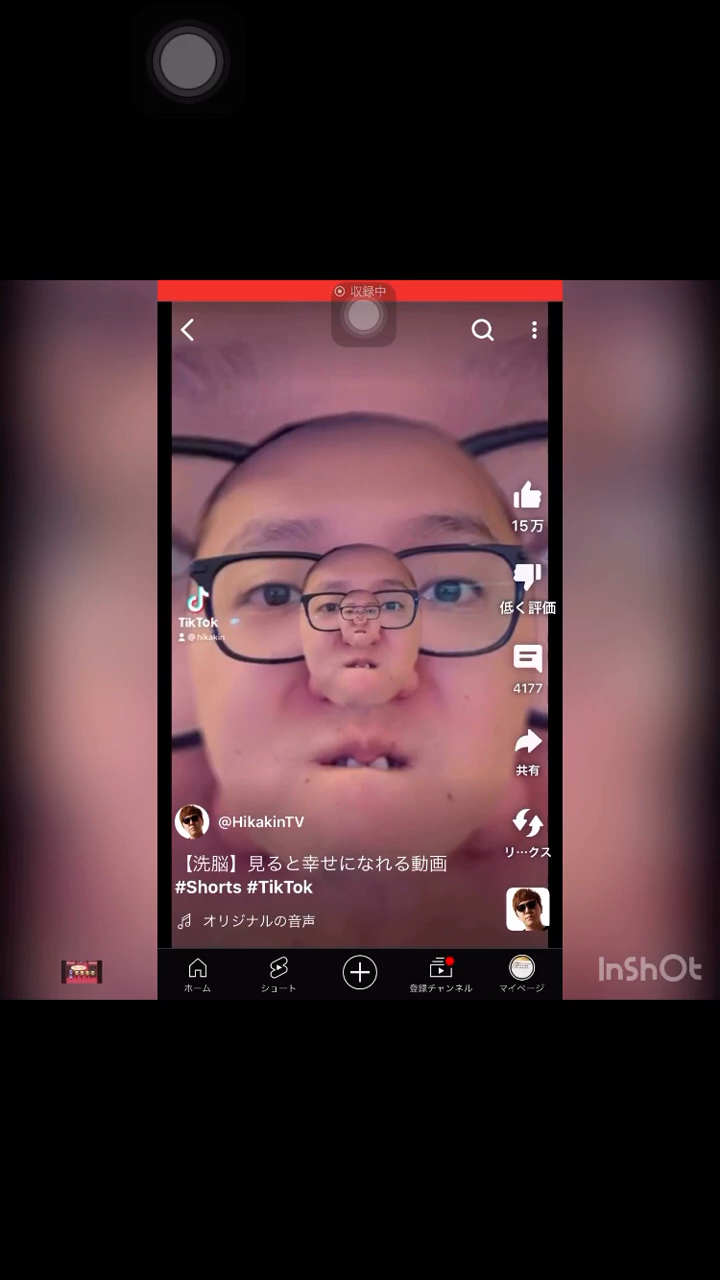 収録中
15万
低く評価
TikTok
@hikakin
4177
共有
@HikakinTV
リ…クス
【洗脳】見ると幸せになれる動画
#Shorts #TikTok
オリジナルの音声
ホーム
ショート
登録チャンネル
マイページ
InShOt